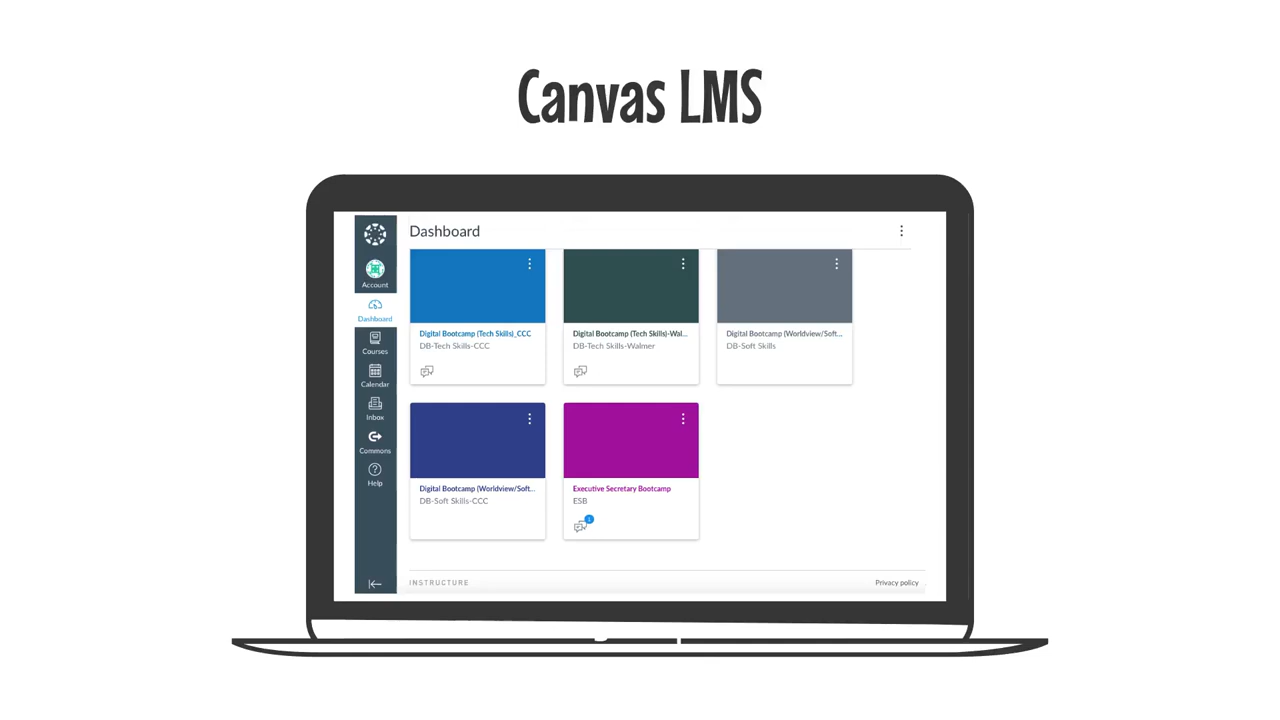 Canvas LMS
Dashboard
Account
Dashboard
Courses
Calendar
Inbox
Commons
Help
Digital Bootcamp (Tech Skills)_CCC
DB-Tech Skills-CCC
Digital Bootcamp (Tech Skills)-Wal...
DB-Tech Skills-Walmer
Digital Bootcamp (Worldview/Soft...
DB-Soft Skills
Digital Bootcamp (Worldview/Soft...
DB-Soft Skills-CCC
Executive Secretary Bootcamp
ESB
1
INSTRUCTURE
Privacy policy